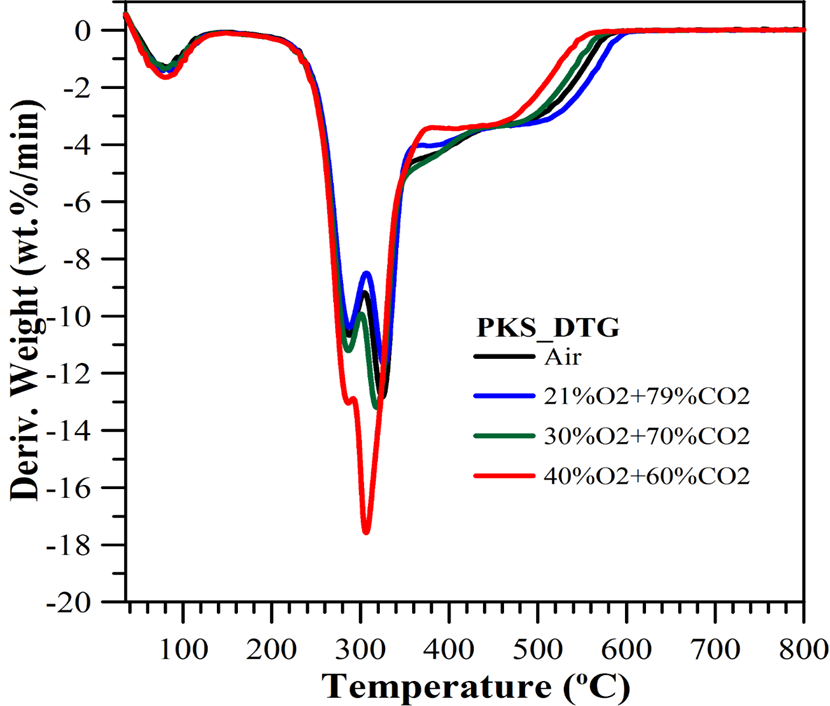 0
-2
-4
-6
-8
-10
-12
-14
-16
-18
-20
Deriv. Weight (wt.%/min)
PKS_DTG
Air
21%O2+79%CO2
30%O2+70%CO2
40%O2+60%CO2
100 200 300 400 500 600 700 800
Temperature (ºC)